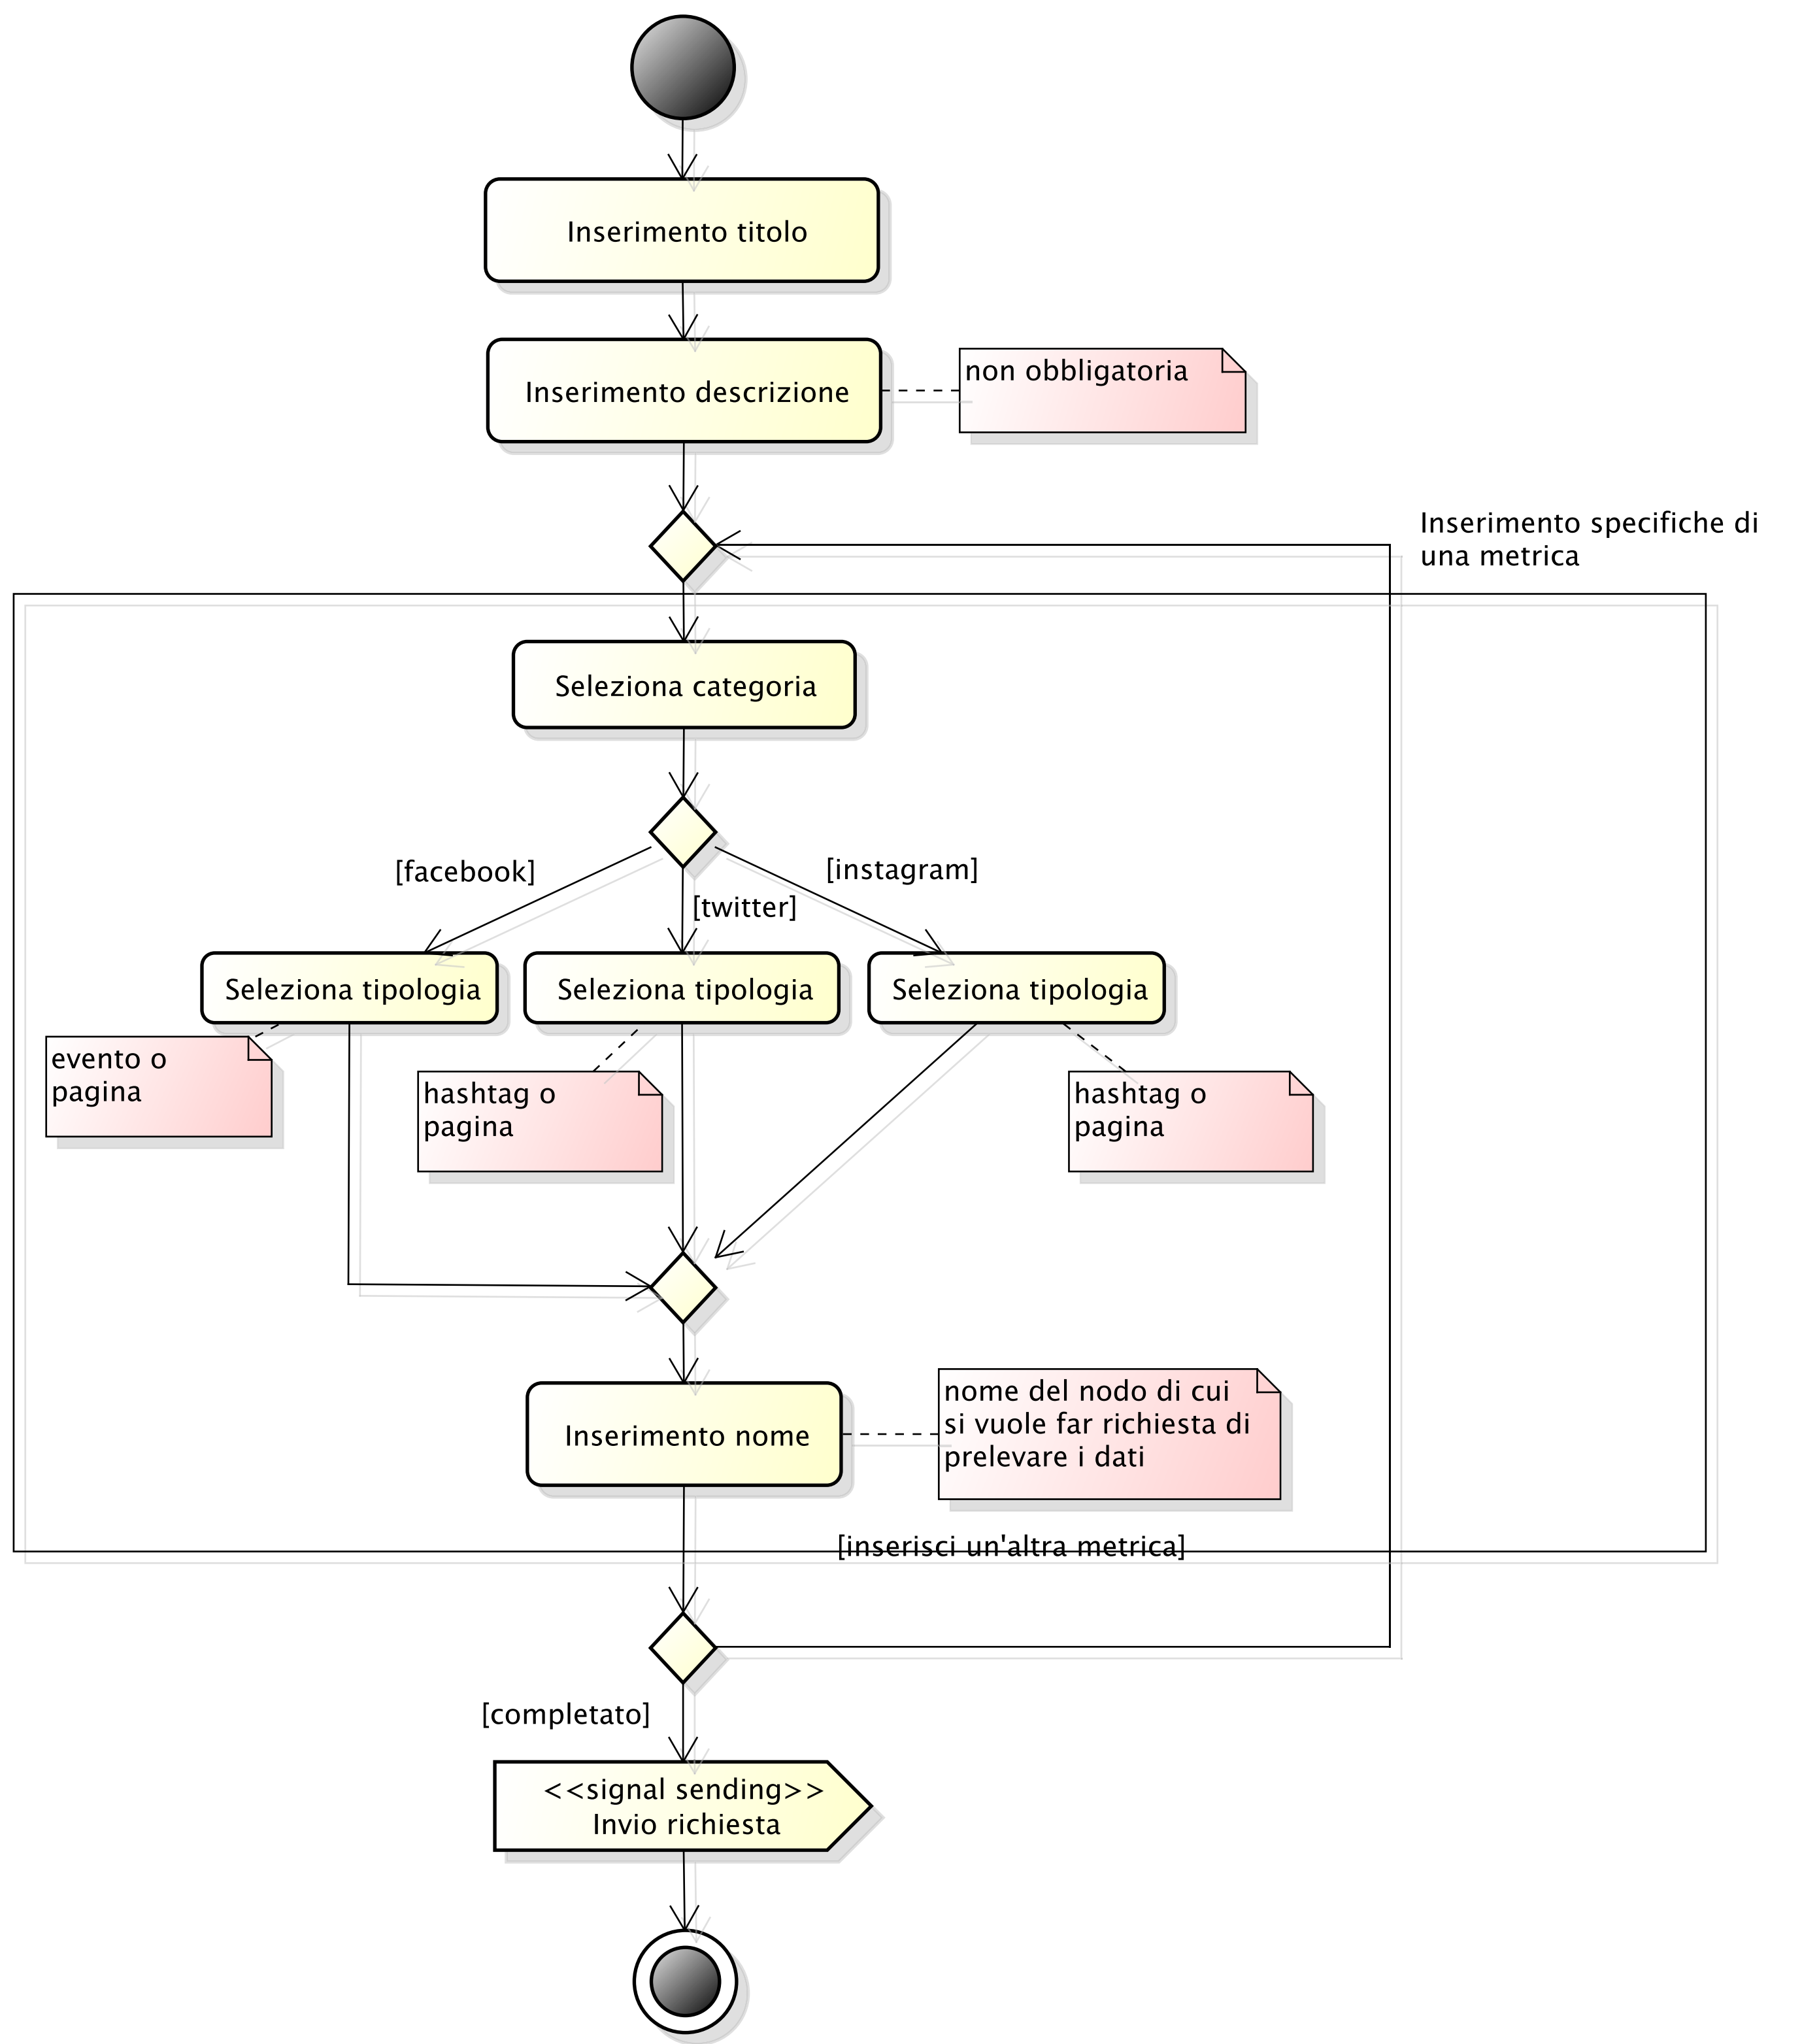 Inserimento titolo
Inserimento descrizione
non obbligatoria
Inserimento specifiche di
una metrica
Seleziona categoria
[facebook]
[instagram]
[twitter]
Seleziona tipologia
Seleziona tipologia
Seleziona tipologia
evento o
pagina
hashtag o
pagina
hashtag o
pagina
nome del nodo di cui
si vuole far richiesta di
prelevare i dati
Inserimento nome
[inserisci un'altra metrica]
[completato]
<<signal sending>>
Invio richiesta